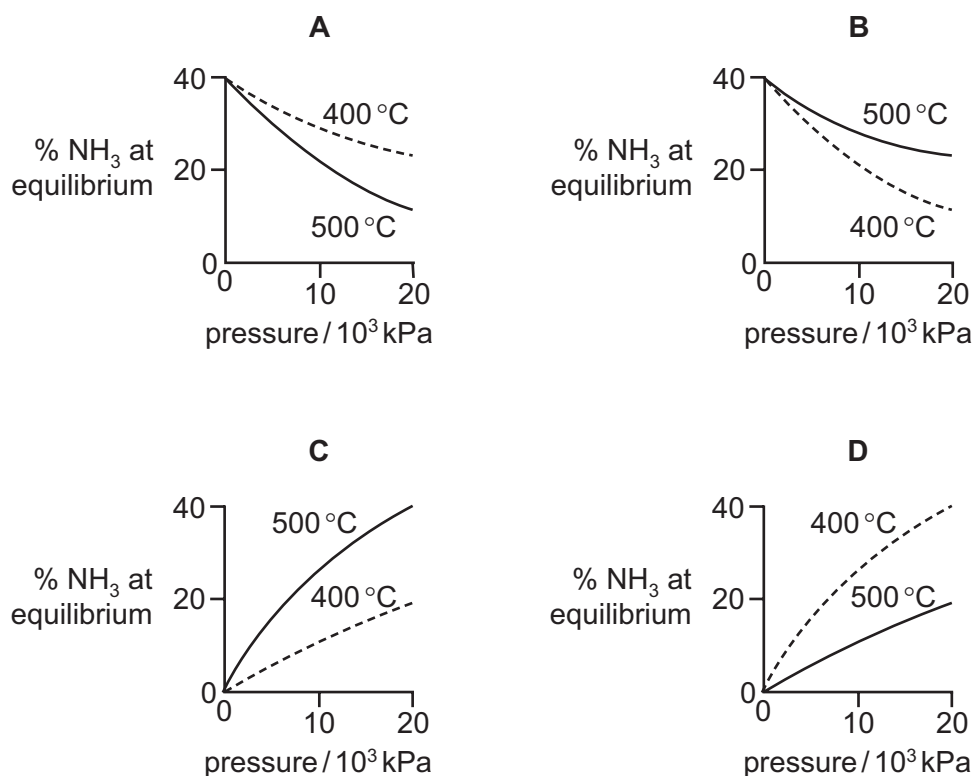 A
40
20
0
0
10
20
400 °C
500 °C
% NH₃ at
equilibrium
pressure / 10³ kPa
B
40
20
0
0
10
20
500 °C
400 °C
% NH₃ at
equilibrium
pressure / 10³ kPa
C
40
20
0
0
10
20
500 °C
400 °C
% NH₃ at
equilibrium
pressure / 10³ kPa
D
40
20
0
0
10
20
400 °C
500 °C
% NH₃ at
equilibrium
pressure / 10³ kPa